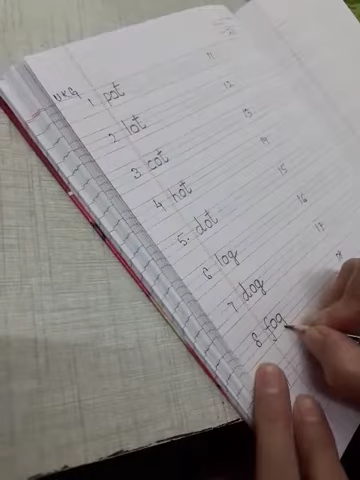 UKG
1. pot 11
2 lot 12
3 cot 13
4 hot 14
5. dot 15
6 log 16
7 dog 17
8 fog